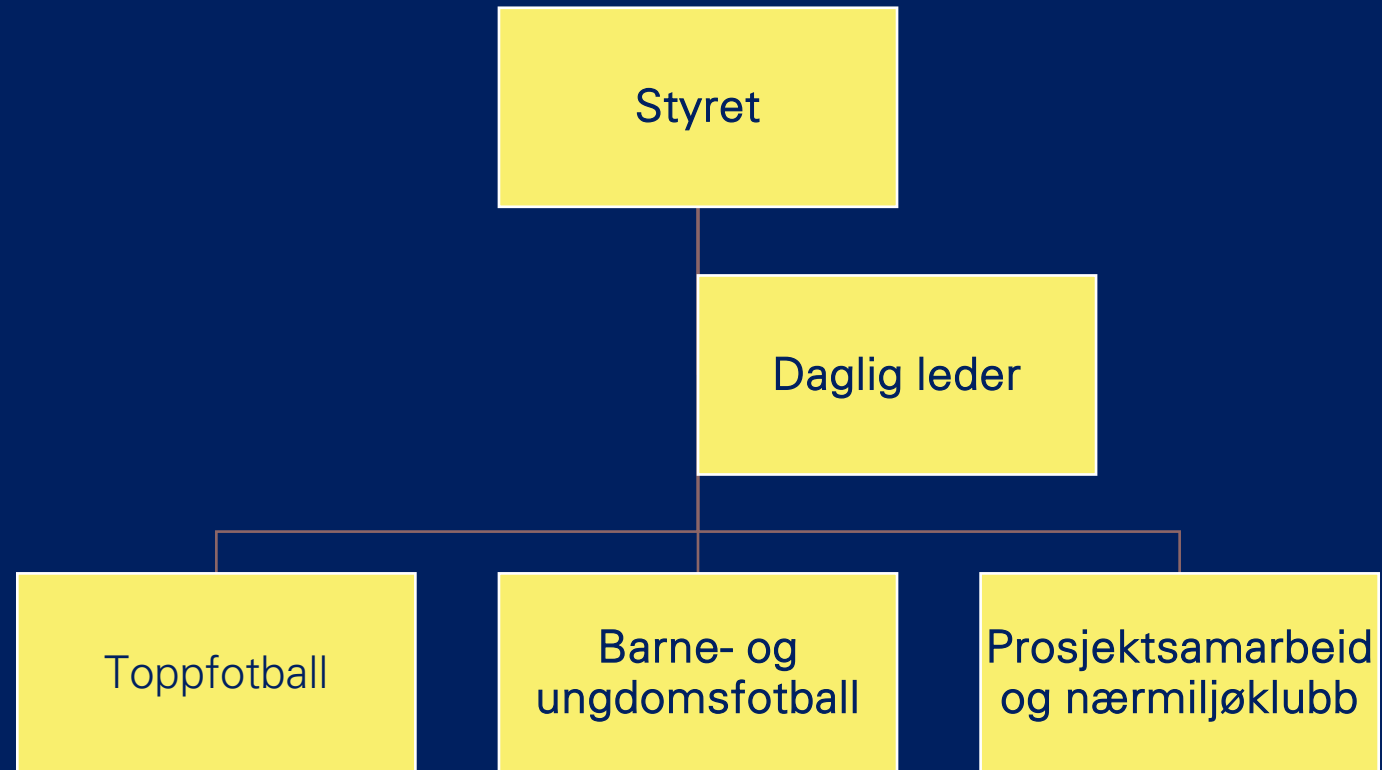 Styret
Daglig leder
Toppfotball
Barne- og
ungdomsfotball
Prosjektsamarbeid
og nærmiljøklubb